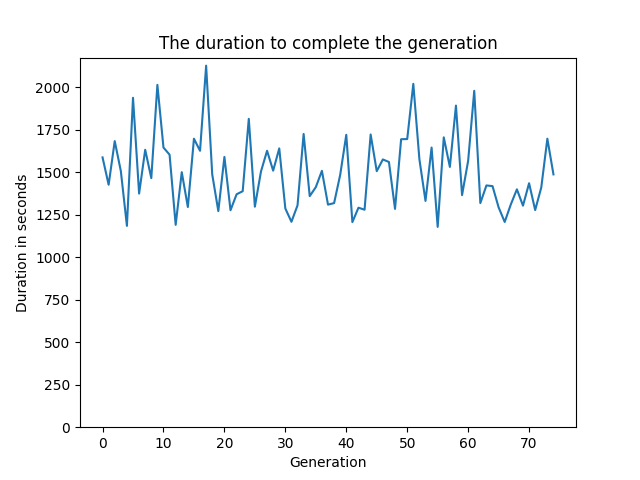 The duration to complete the generation
2000
1750
1500
1250
1000
750
500
250
0
Duration in seconds
0 10 20 30 40 50 60 70
Generation